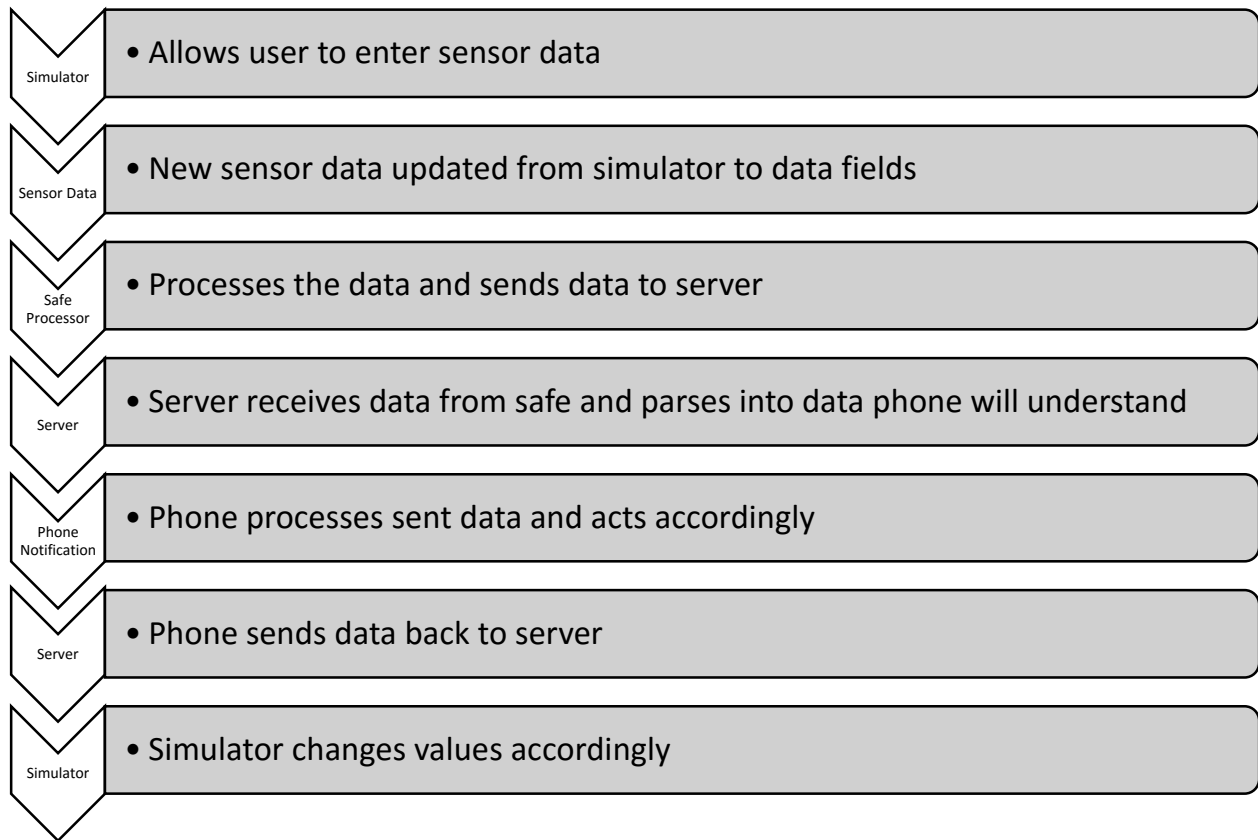 Simulator
• Allows user to enter sensor data
Sensor Data
• New sensor data updated from simulator to data fields
Safe
Processor
• Processes the data and sends data to server
Server
• Server receives data from safe and parses into data phone will understand
Phone
Notification
• Phone processes sent data and acts accordingly
Server
• Phone sends data back to server
Simulator
• Simulator changes values accordingly